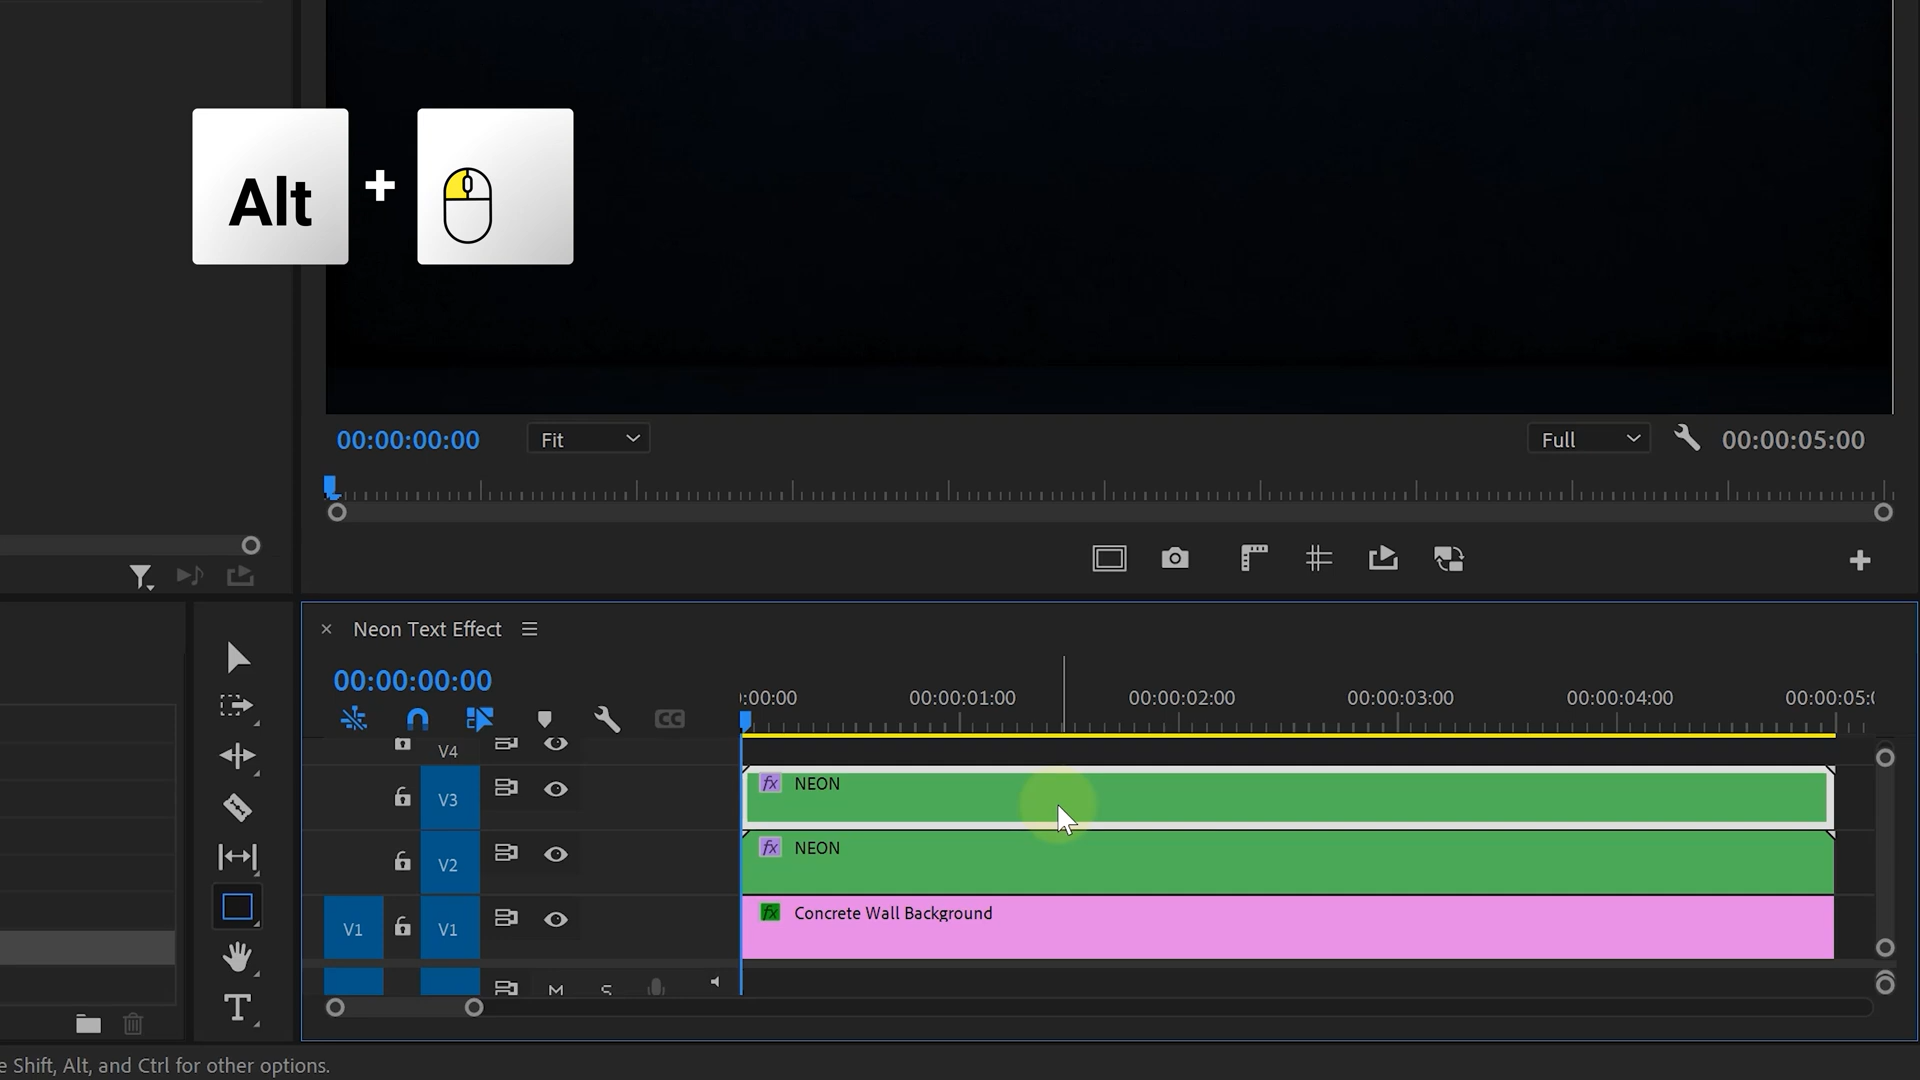 Alt +
00:00:00:00
Fit
Full
00:00:05:00
Neon Text Effect
00:00:00:00
:00:00
00:00:01:00
00:00:02:00
00:00:03:00
00:00:04:00
00:00:05:0
CC
V4
V3
fx NEON
V2
fx NEON
V1
V1
fx Concrete Wall Background
M S
T
e Shift, Alt, and Ctrl for other options.